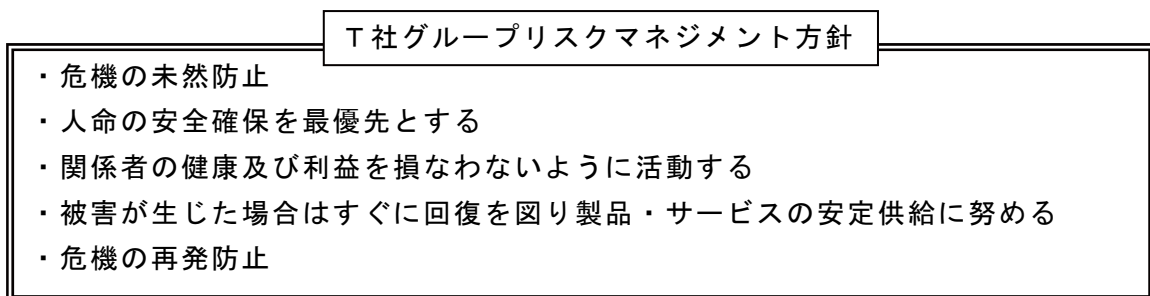 T社グループリスクマネジメント方針
・危機の未然防止
・人命の安全確保を最優先とする
・関係者の健康及び利益を損なわないように活動する
・被害が生じた場合はすぐに回復を図り製品・サービスの安定供給に努める
・危機の再発防止